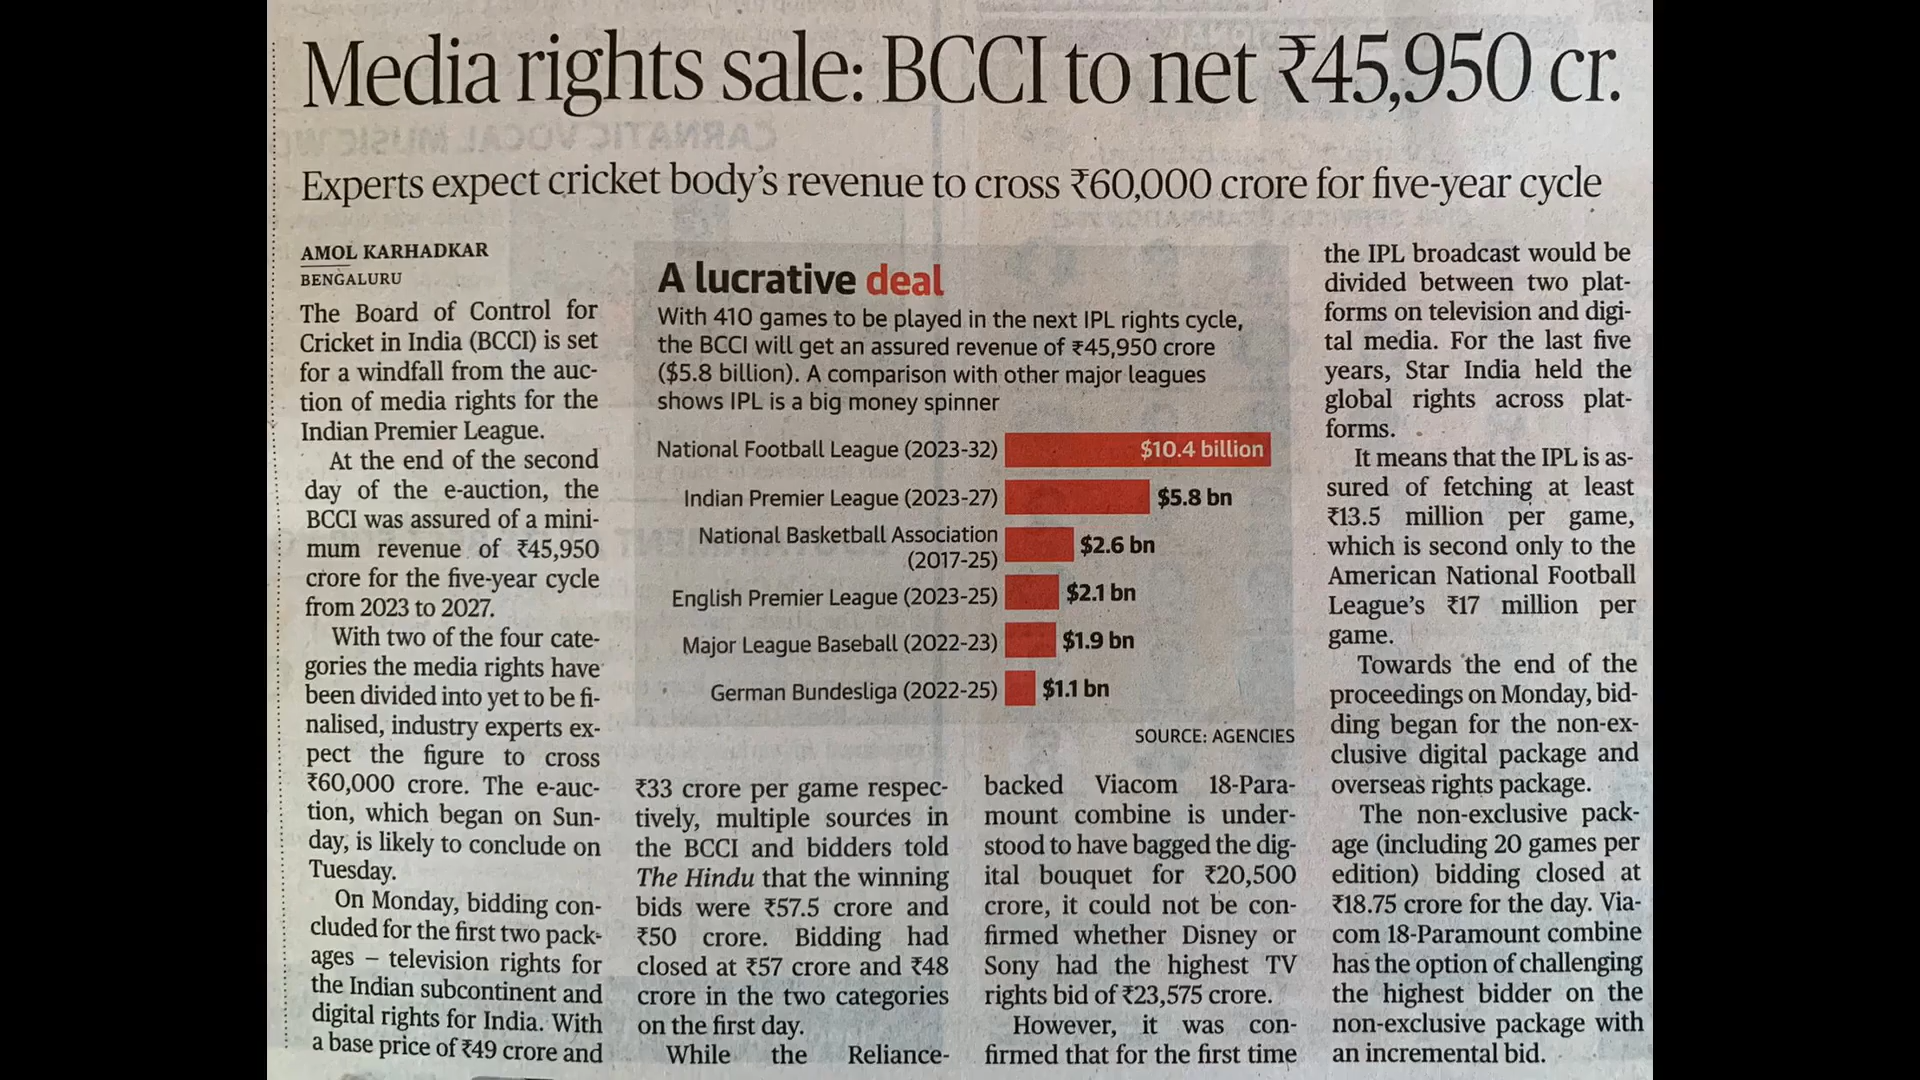 Media rights sale: BCCI to net ₹45,950 cr.
Experts expect cricket body's revenue to cross ₹60,000 crore for five-year cycle
AMOL KARHADKAR
BENGALURU
The Board of Control for
Cricket in India (BCCI) is set
for a windfall from the auc-
tion of media rights for the
Indian Premier League.
At the end of the second
day of the e-auction, the
BCCI was assured of a mini-
mum revenue of ₹45,950
crore for the five-year cycle
from 2023 to 2027.
With two of the four cate-
gories the media rights have
been divided into yet to be fi-
nalised, industry experts ex-
pect the figure to cross
₹60,000 crore. The e-auc-
tion, which began on Sun-
day, is likely to conclude on
Tuesday.
On Monday, bidding con-
cluded for the first two pack-
ages – television rights for
the Indian subcontinent and
digital rights for India. With
a base price of ₹49 crore and
A lucrative deal
With 410 games to be played in the next IPL rights cycle,
the BCCI will get an assured revenue of ₹45,950 crore
($5.8 billion). A comparison with other major leagues
shows IPL is a big money spinner
National Football League (2023-32) $10.4 billion
Indian Premier League (2023-27) $5.8 bn
National Basketball Association
(2017-25) $2.6 bn
English Premier League (2023-25) $2.1 bn
Major League Baseball (2022-23) $1.9 bn
German Bundesliga (2022-25) $1.1 bn
SOURCE: AGENCIES
₹33 crore per game respec-
tively, multiple sources in
the BCCI and bidders told
The Hindu that the winning
bids were ₹57.5 crore and
₹50 crore. Bidding had
closed at ₹57 crore and ₹48
crore in the two categories
on the first day.
While the Reliance-
backed Viacom 18-Para-
mount combine is under-
stood to have bagged the dig-
ital bouquet for ₹20,500
crore, it could not be con-
firmed whether Disney or
Sony had the highest TV
rights bid of ₹23,575 crore.
However, it was con-
firmed that for the first time
the IPL broadcast would be
divided between two plat-
forms on television and digi-
tal media. For the last five
years, Star India held the
global rights across plat-
forms.
It means that the IPL is as-
sured of fetching at least
₹13.5 million per game,
which is second only to the
American National Football
League's ₹17 million per
game.
Towards the end of the
proceedings on Monday, bid-
ding began for the non-ex-
clusive digital package and
overseas rights package.
The non-exclusive pack-
age (including 20 games per
edition) bidding closed at
₹18.75 crore for the day. Via-
com 18-Paramount combine
has the option of challenging
the highest bidder on the
non-exclusive package with
an incremental bid.